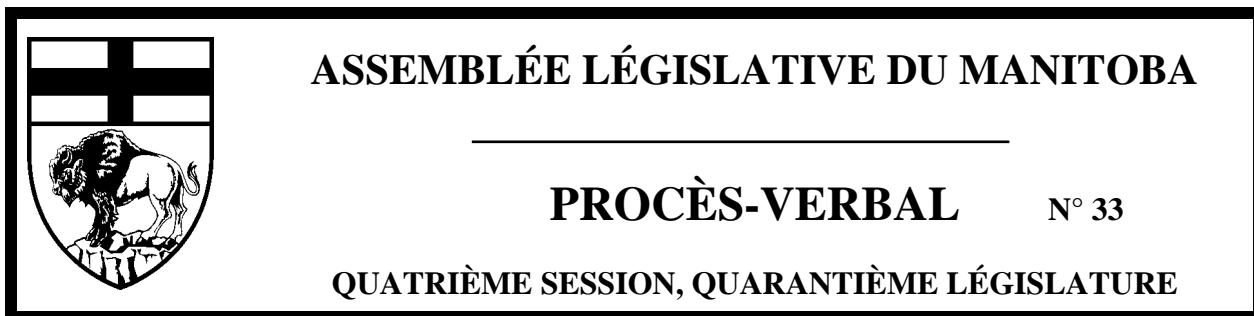 ASSEMBLÉE LÉGISLATIVE DU MANITOBA
PROCÈS-VERBAL N° 33
QUATRIÈME SESSION, QUARANTIÈME LÉGISLATURE